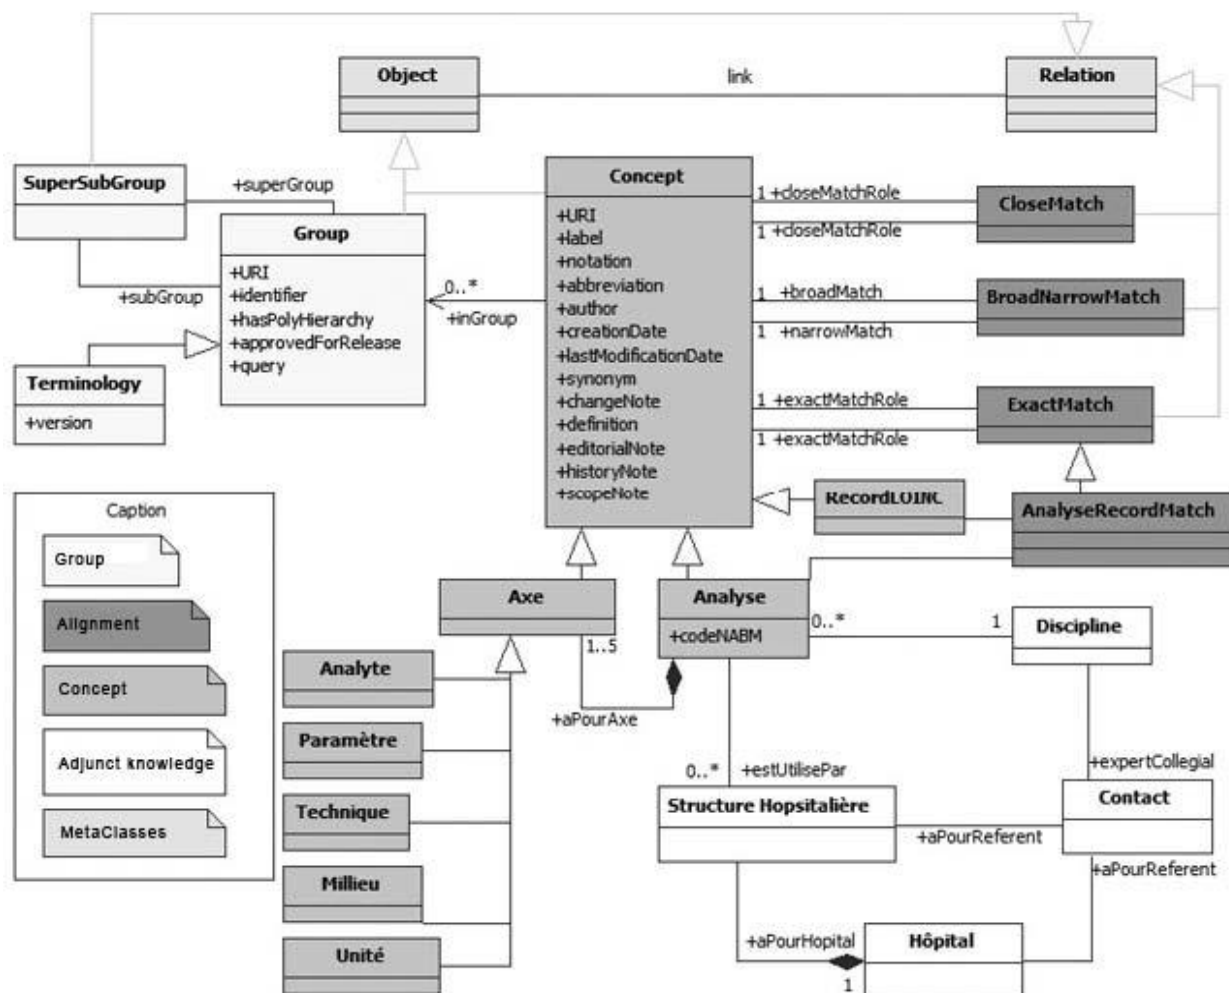 Object
link
Relation
SuperSubGroup
+superGroup
Group
+URI
+identifier
+hasPolyHierarchy
+approvedForRelease
+query
+subGroup
Terminology
+version
0..*
+inGroup
Concept
+URI
+label
+notation
+abbreviation
+author
+creationDate
+lastModificationDate
+synonym
+changeNote
+definition
+editorialNote
+historyNote
+scopeNote
1 +closeMatchRole
1 +closeMatchRole
CloseMatch
1 +broadMatch
1 +narrowMatch
BroadNarrowMatch
1 +exactMatchRole
1 +exactMatchRole
ExactMatch
RecordLOINC
AnalyseRecordMatch
Caption
Group
Alignment
Concept
Adjunct knowledge
MetaClasses
Axe
1..5
+aPourAxe
Analyse
+codeNABM
0..*
1
Discipline
Analyte
Paramètre
Technique
Millieu
Unité
0..*
+estUtilisePar
Structure Hopsitalière
+expertCollegial
Contact
+aPourReferent
+aPourReferent
+aPourHopital
1
Hôpital